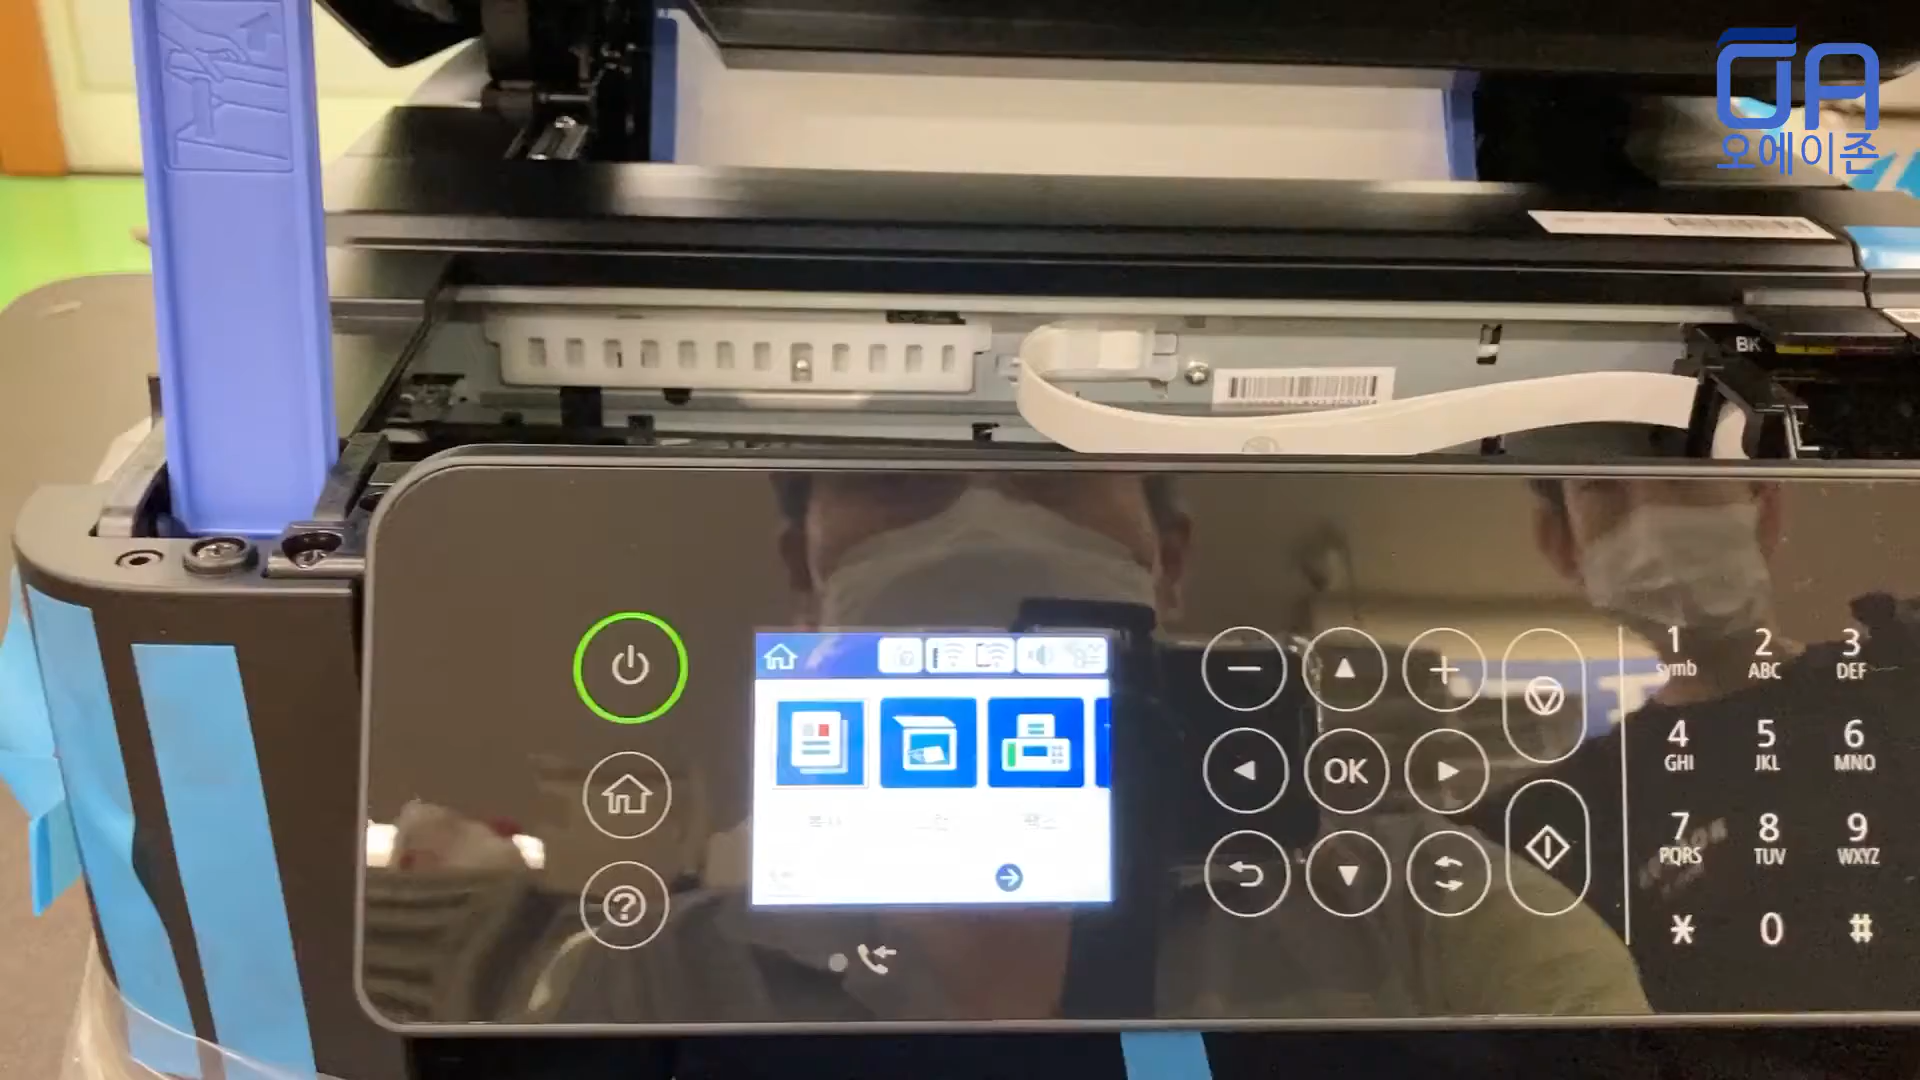 OA
오에이존
BK
OK
1
symb
2
ABC
3
DEF
4
GHI
5
JKL
6
MNO
7
PQRS
8
TUV
9
WXYZ
*
0
#